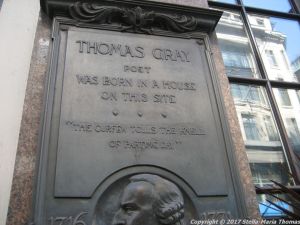 THOMAS GRAY
POET
WAS BORN IN A HOUSE
ON THIS SITE
"THE CURFEW TOLLS THE KNELL
OF PARTING DAY"
1716
Copyright © 2017 Stella-Maria Thomas